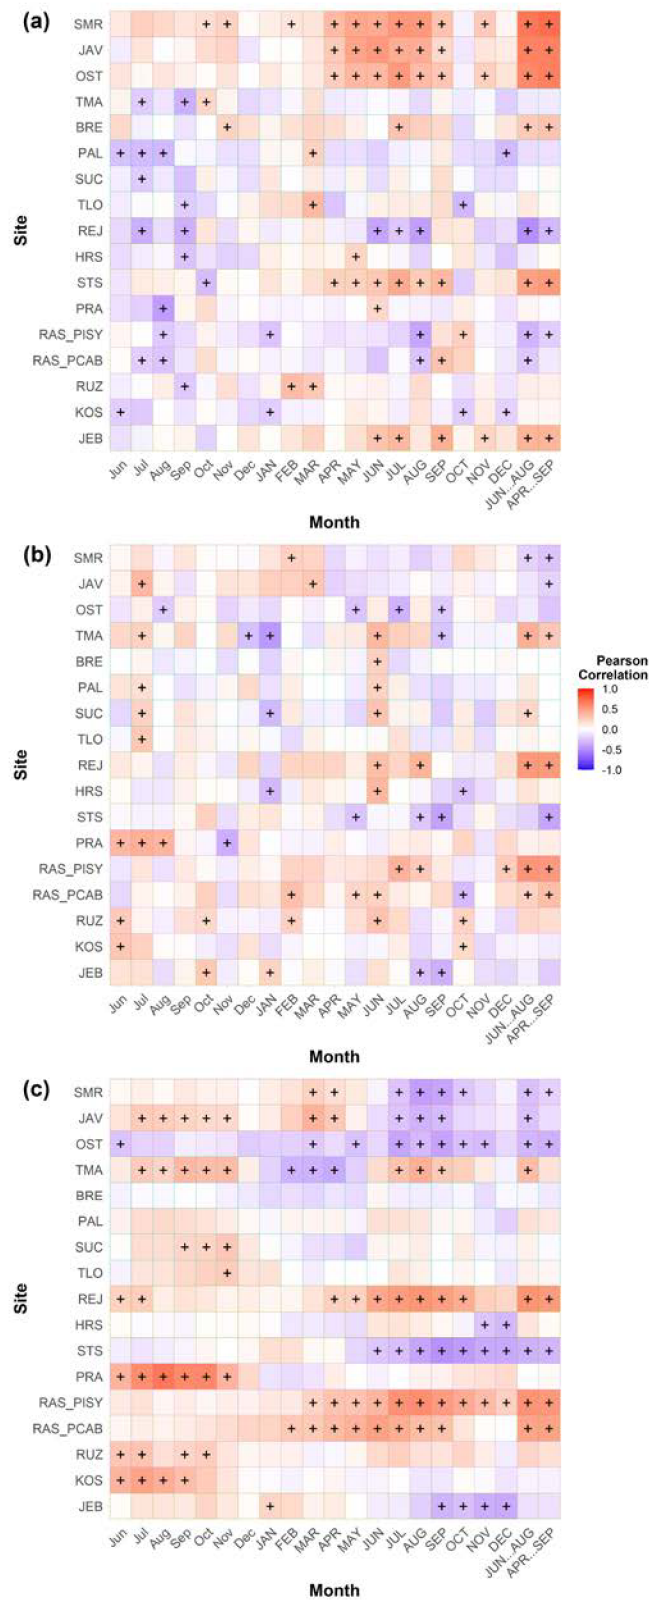 (a)
SMR
JAV
OST
TMA
BRE
PAL
SUC
TLO
REJ
HRS
STS
PRA
RAS_PISY
RAS_PCAB
RUZ
KOS
JEB
Site
Jun Jul Aug Sep Oct Nov Dec JAN FEB MAR APR MAY JUN JUL AUG SEP OCT NOV DEC JUN...AUG APR...SEP
Month
(b)
SMR
JAV
OST
TMA
BRE
PAL
SUC
TLO
REJ
HRS
STS
PRA
RAS_PISY
RAS_PCAB
RUZ
KOS
JEB
Site
Jun Jul Aug Sep Oct Nov Dec JAN FEB MAR APR MAY JUN JUL AUG SEP OCT NOV DEC JUN...AUG APR...SEP
Month
Pearson
Correlation
1.0
0.5
0.0
-0.5
-1.0
(c)
SMR
JAV
OST
TMA
BRE
PAL
SUC
TLO
REJ
HRS
STS
PRA
RAS_PISY
RAS_PCAB
RUZ
KOS
JEB
Site
Jun Jul Aug Sep Oct Nov Dec JAN FEB MAR APR MAY JUN JUL AUG SEP OCT NOV DEC JUN...AUG APR...SEP
Month